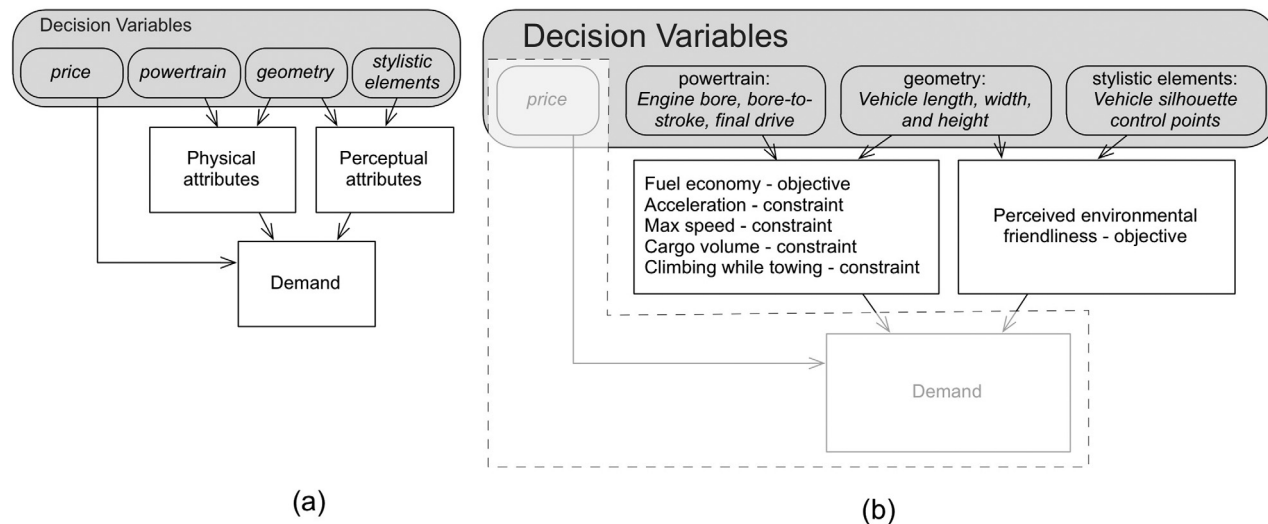 Decision Variables
price
powertrain
geometry
stylistic
elements
Physical
attributes
Perceptual
attributes
Demand
(a)
Decision Variables
price
powertrain:
Engine bore, bore-to-
stroke, final drive
geometry:
Vehicle length, width,
and height
stylistic elements:
Vehicle silhouette
control points
Fuel economy - objective
Acceleration - constraint
Max speed - constraint
Cargo volume - constraint
Climbing while towing - constraint
Perceived environmental
friendliness - objective
Demand
(b)